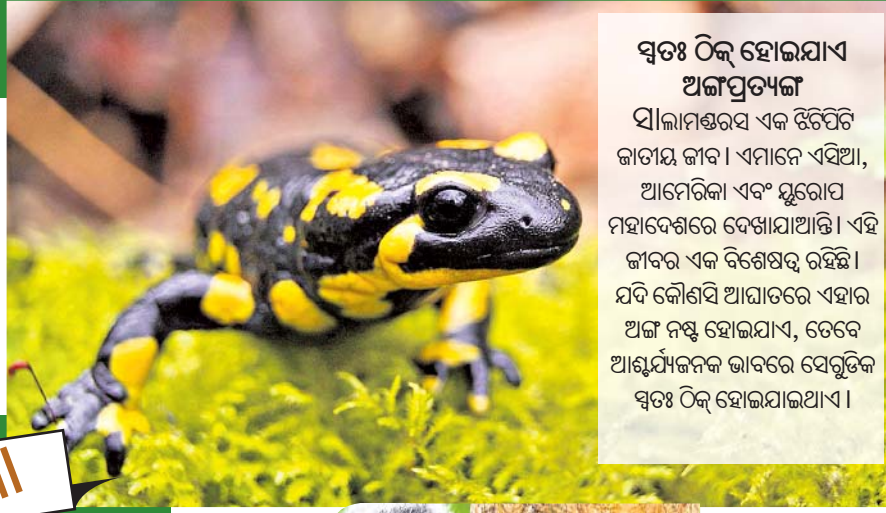 ସ୍ୱତଃ ଠିକ୍ ହୋଇଯାଏ
ଅଙ୍ଗପ୍ରତ୍ୟଙ୍ଗ
ସାଲାମଣ୍ଡରସ ଏକ ଝିଟିପିଟି
ଜାତୀୟ ଜୀବ। ଏମାନେ ଏସିଆ,
ଆମେରିକା ଏବଂ ୟୁରୋପ
ମହାଦେଶରେ ଦେଖାଯାଆନ୍ତି। ଏହି
ଜୀବର ଏକ ବିଶେଷତ୍ୱ ରହିଛି।
ଯଦି କୌଣସି ଆଘାତରେ ଏହାର
ଅଙ୍ଗ ନଷ୍ଟ ହୋଇଯାଏ, ତେବେ
ଆଶ୍ଚର୍ଯ୍ୟଜନକ ଭାବରେ ସେଗୁଡିକ
ସ୍ୱତଃ ଠିକ୍ ହୋଇଯାଇଥାଏ।